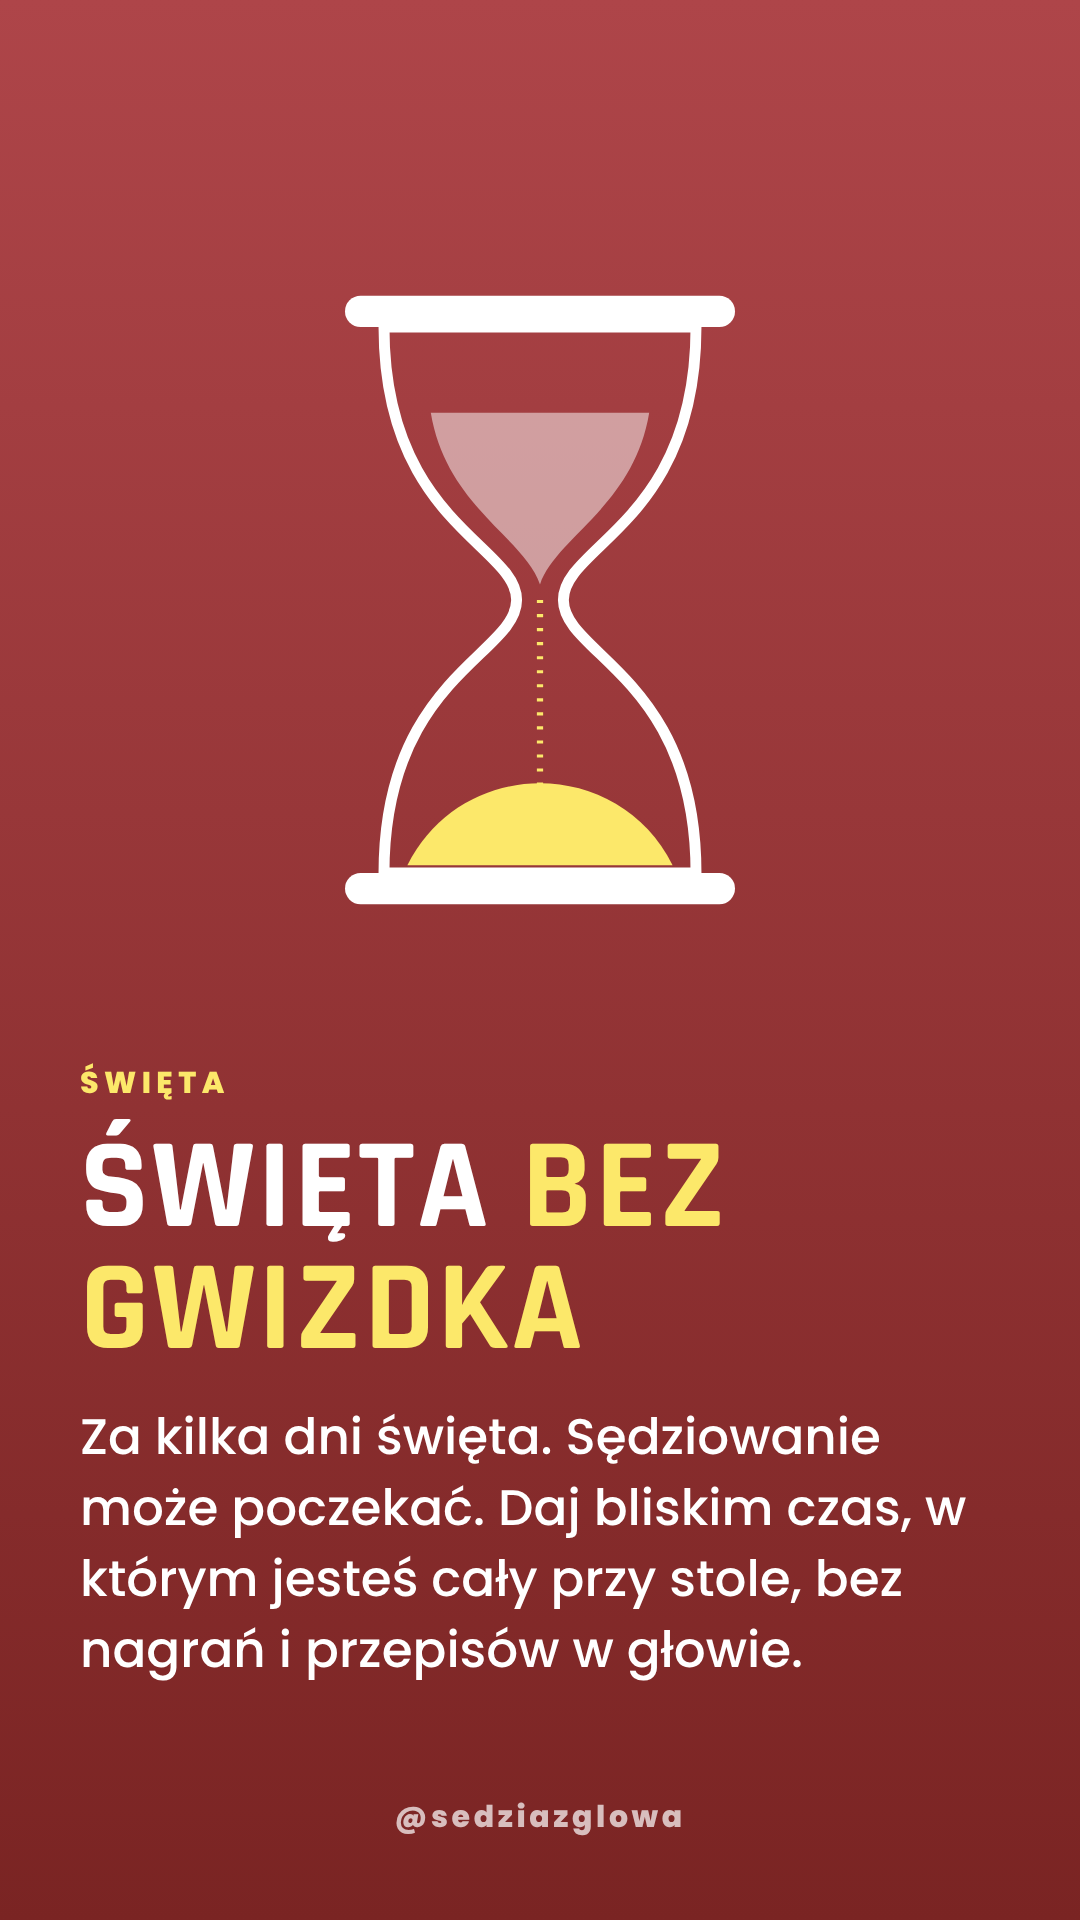 ŚWIĘTA
ŚWIĘTA BEZ
GWIZDKA
Za kilka dni święta. Sędziowanie
może poczekać. Daj bliskim czas, w
którym jesteś cały przy stole, bez
nagrań i przepisów w głowie.
@sedziazglowa